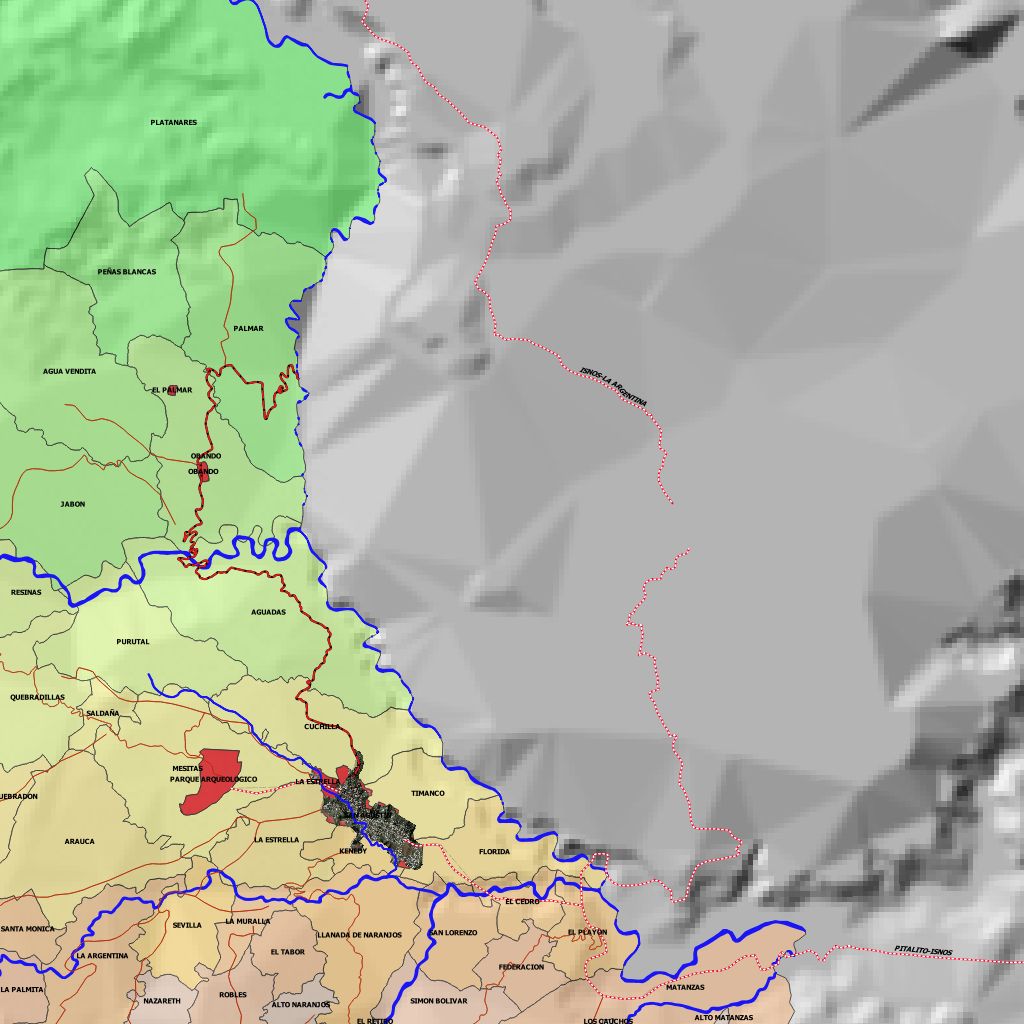 PLATANARES
PEÑAS BLANCAS
PALMAR
AGUA VENDITA
EL PALMAR
ISNOS-LA ARGENTINA
OBANDO
OBANDO
JABON
RESINAS
AGUADAS
PURUTAL
QUEBRADILLAS
SALDAÑA
CUCHILLA
MESITAS
PARQUE ARQUEOLOGICO
LA ESTRELLA
TIMANCO
UEBRADON
ARAUCA
LA ESTRELLA
KENEDY
FLORIDA
EL CEDRO
SANTA MONICA
SEVILLA
LA MURALLA
LLANADA DE NARANJOS
SAN LORENZO
EL PLAYON
LA ARGENTINA
EL TABOR
PITALITO-ISNOS
FEDERACION
LA PALMITA
NAZARETH
ROBLES
ALTO NARANJOS
SIMON BOLIVAR
MATANZAS
EL RETIRO
LOS CAUCHOS
ALTO MATANZAS